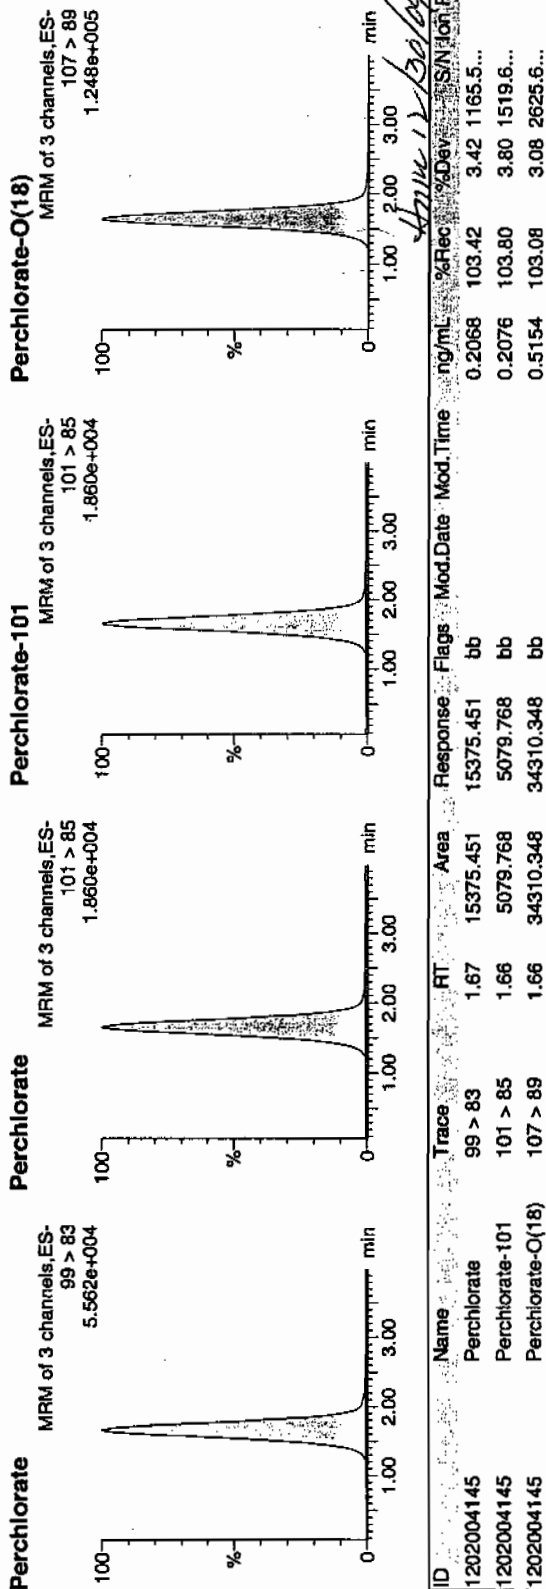 Perchlorate
MRM of 3 channels,ES-
99 > 83
5.562e+004
100
%
0
1.00 2.00 3.00 min
Perchlorate
MRM of 3 channels,ES-
101 > 85
1.860e+004
100
%
0
1.00 2.00 3.00 min
Perchlorate-101
MRM of 3 channels,ES-
101 > 85
1.860e+004
100
%
0
1.00 2.00 3.00 min
Perchlorate-O(18)
MRM of 3 channels,ES-
107 > 89
1.248e+005
100
%
0
1.00 2.00 3.00 min
12/30/09
ID Name Trace RT Area Response Flags Mod.Date Mod.Time ng/mL %Rec %Dev S/N Ion
1202004145 Perchlorate 99 > 83 1.67 15375.451 15375.451 bb 0.2068 103.42 3.42 1165.5...
1202004145 Perchlorate-101 101 > 85 1.66 5079.768 5079.768 bb 0.2076 103.80 3.80 1519.6...
1202004145 Perchlorate-O(18) 107 > 89 1.66 34310.348 34310.348 bb 0.5154 103.08 3.08 2625.6...